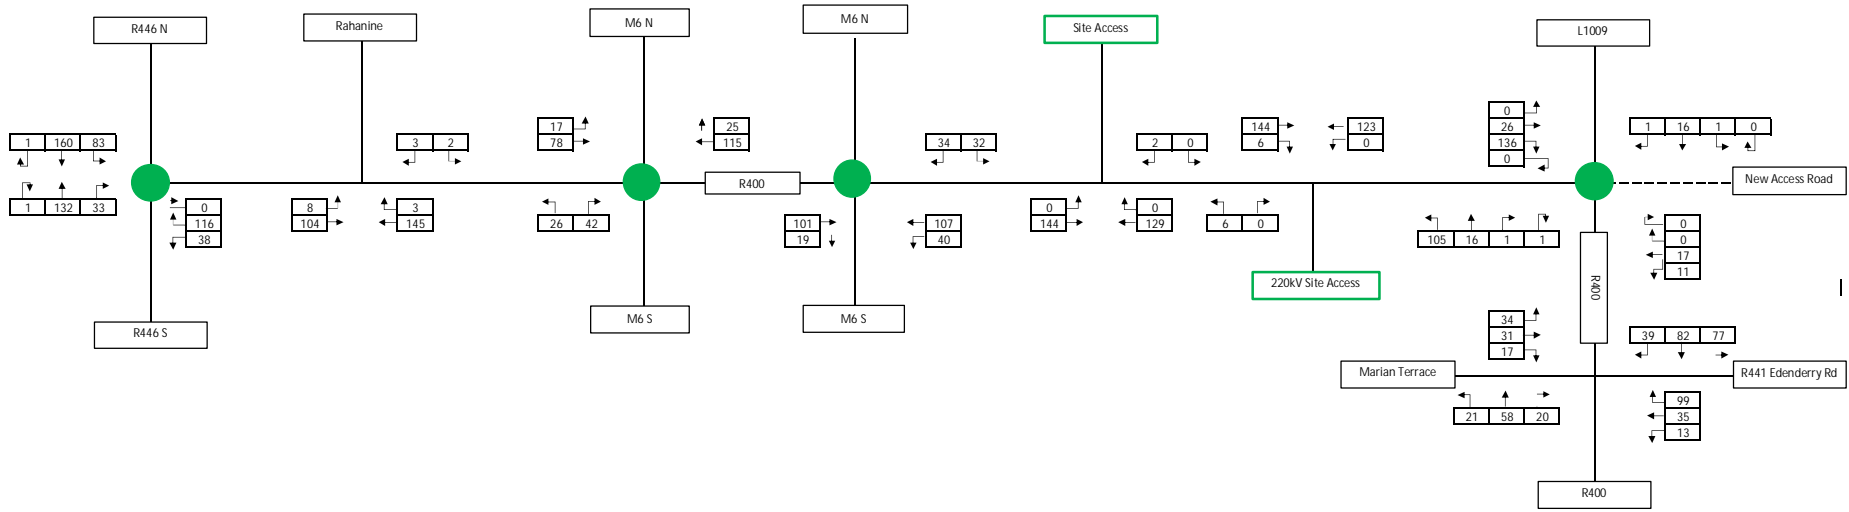 R446 N
Rahanine
M6 N
M6 N
Site Access
L1009
1 160 83
3 2
17
78
25
115
34 32
2 0
144
6
123
0
0
26
136
0
1 16 1 0
R400
New Access Road
1 132 33
0
116
38
8
104
3
145
26 42
101
19
107
40
0
144
0
129
6 0
105 16 1 1
0
0
17
11
220kV Site Access
R400
R446 S
M6 S
M6 S
34
31
17
39 82 77
Marian Terrace
R441 Edenderry Rd
21 58 20
99
35
13
R400